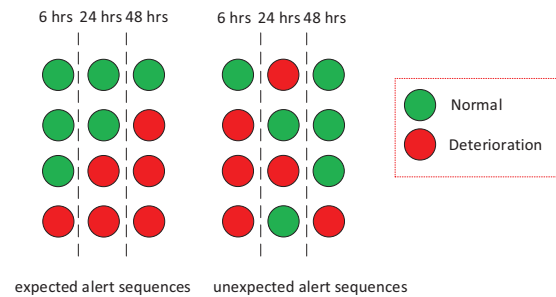 6 hrs 24 hrs 48 hrs 6 hrs 24 hrs 48 hrs
Normal
Deterioration
expected alert sequences unexpected alert sequences